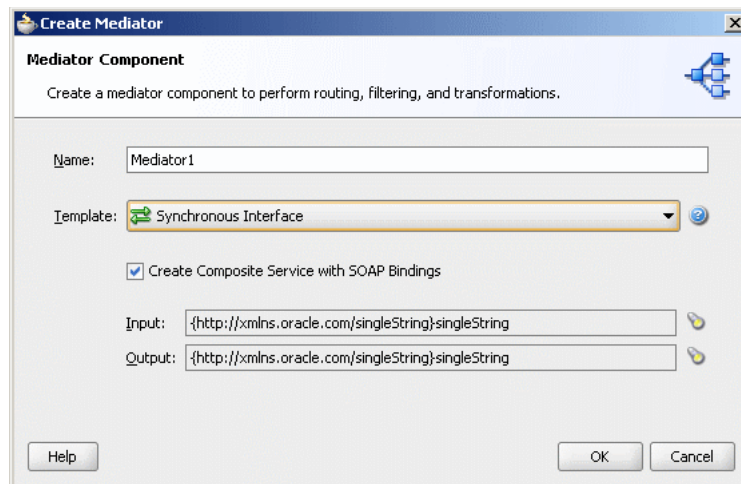 Create Mediator
Mediator Component
Create a mediator component to perform routing, filtering, and transformations.
Name: Mediator1
Template: Synchronous Interface
Create Composite Service with SOAP Bindings
Input: {http://xmlns.oracle.com/singleString}singleString
Output: {http://xmlns.oracle.com/singleString}singleString
Help OK Cancel